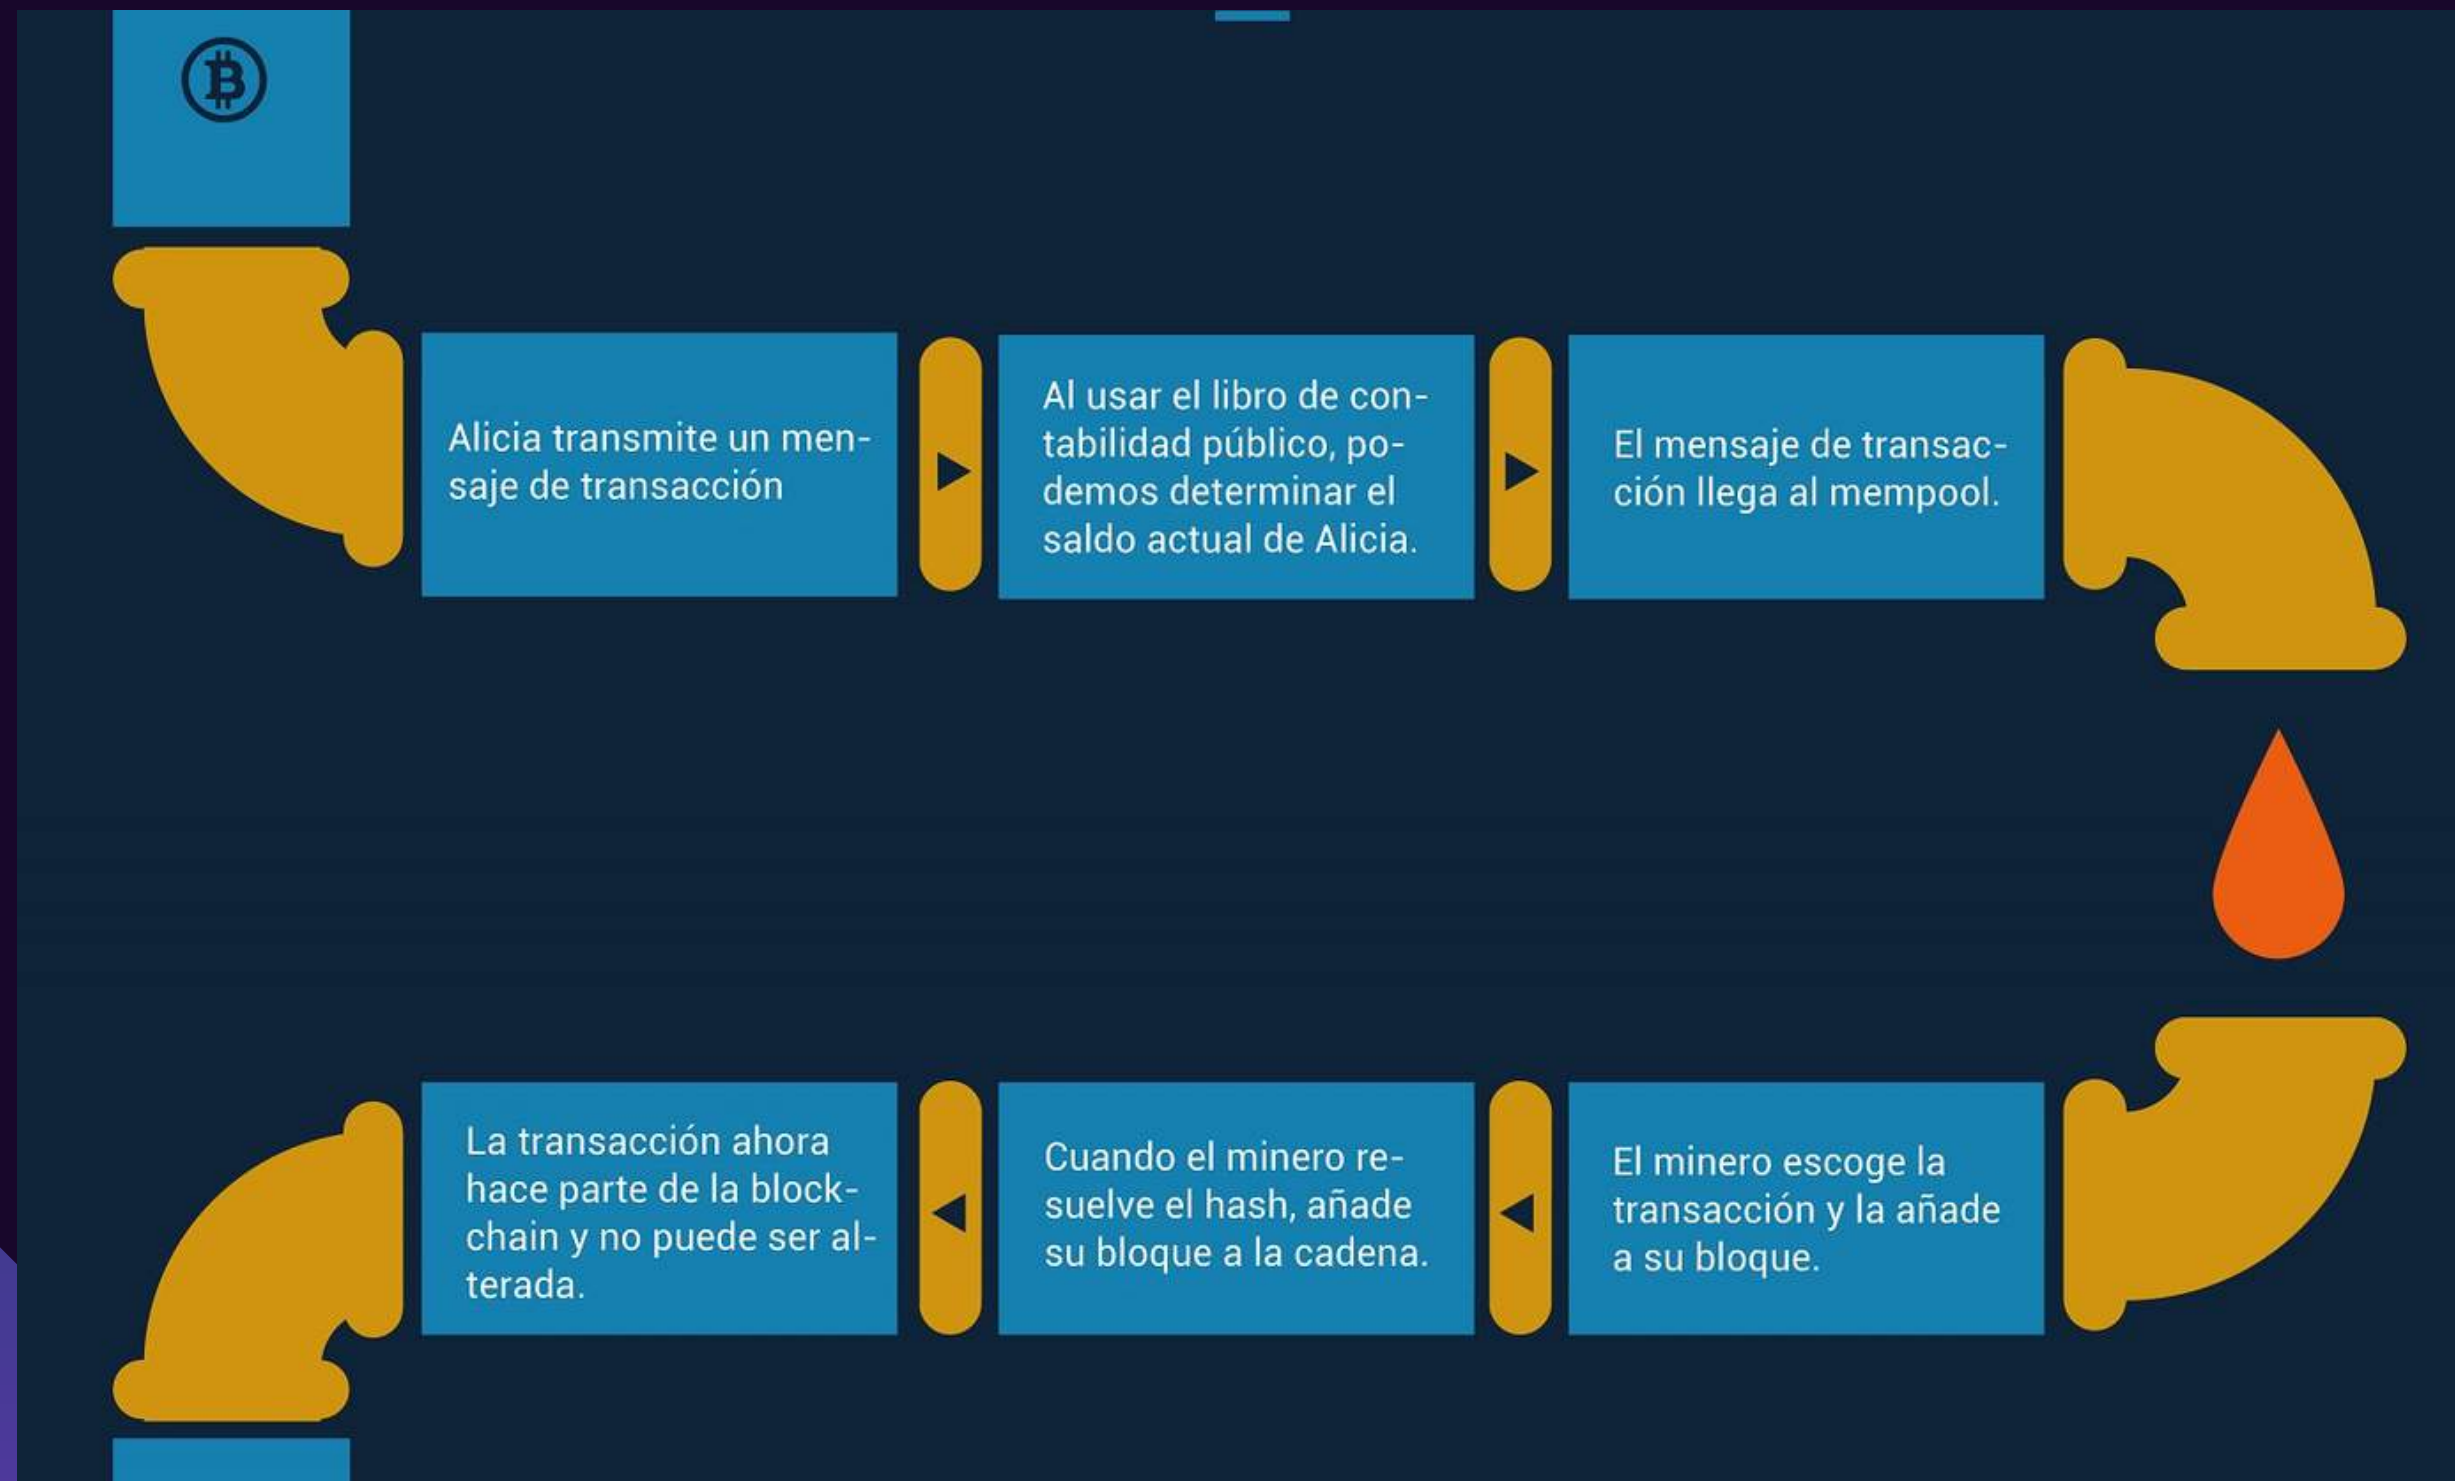 Alicia transmite un men-
saje de transacción
Al usar el libro de con-
tabilidad público, po-
demos determinar el
saldo actual de Alicia.
El mensaje de transac-
ción llega al mempool.
El minero escoge la
transacción y la añade
a su bloque.
Cuando el minero re-
suelve el hash, añade
su bloque a la cadena.
La transacción ahora
hace parte de la block-
chain y no puede ser al-
terada.